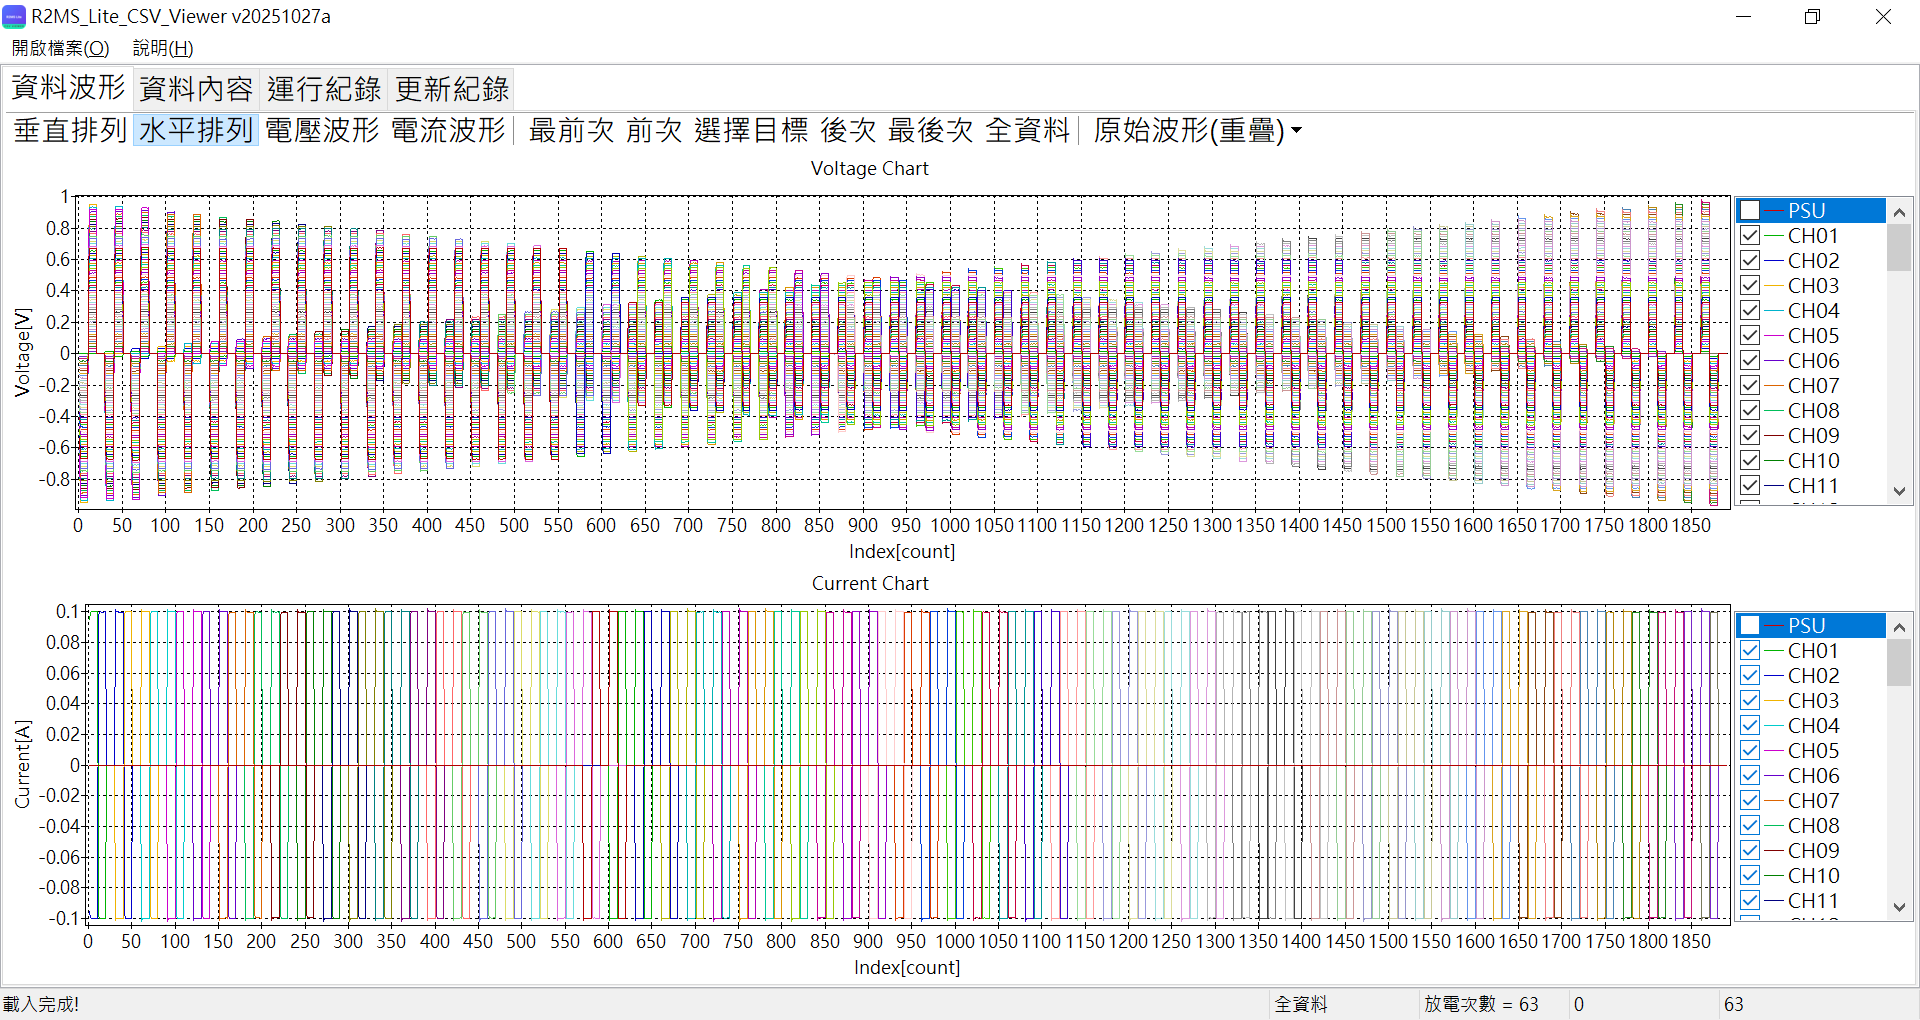 R2MS_Lite_CSV_Viewer v20251027a
開啟檔案(O) 說明(H)
資料波形 資料內容 運行紀錄 更新紀錄
垂直排列 水平排列 電壓波形 電流波形 最前次 前次 選擇目標 後次 最後次 全資料 原始波形(重疊)
Voltage Chart
Voltage[V]
1
0.8
0.6
0.4
0.2
0
-0.2
-0.4
-0.6
-0.8
0 50 100 150 200 250 300 350 400 450 500 550 600 650 700 750 800 850 900 950 1000 1050 1100 1150 1200 1250 1300 1350 1400 1450 1500 1550 1600 1650 1700 1750 1800 1850
Index[count]
PSU
CH01
CH02
CH03
CH04
CH05
CH06
CH07
CH08
CH09
CH10
CH11
Current Chart
Current[A]
0.1
0.08
0.06
0.04
0.02
0
-0.02
-0.04
-0.06
-0.08
-0.1
0 50 100 150 200 250 300 350 400 450 500 550 600 650 700 750 800 850 900 950 1000 1050 1100 1150 1200 1250 1300 1350 1400 1450 1500 1550 1600 1650 1700 1750 1800 1850
Index[count]
PSU
CH01
CH02
CH03
CH04
CH05
CH06
CH07
CH08
CH09
CH10
CH11
載入完成! 全資料 放電次數 = 63 0 63